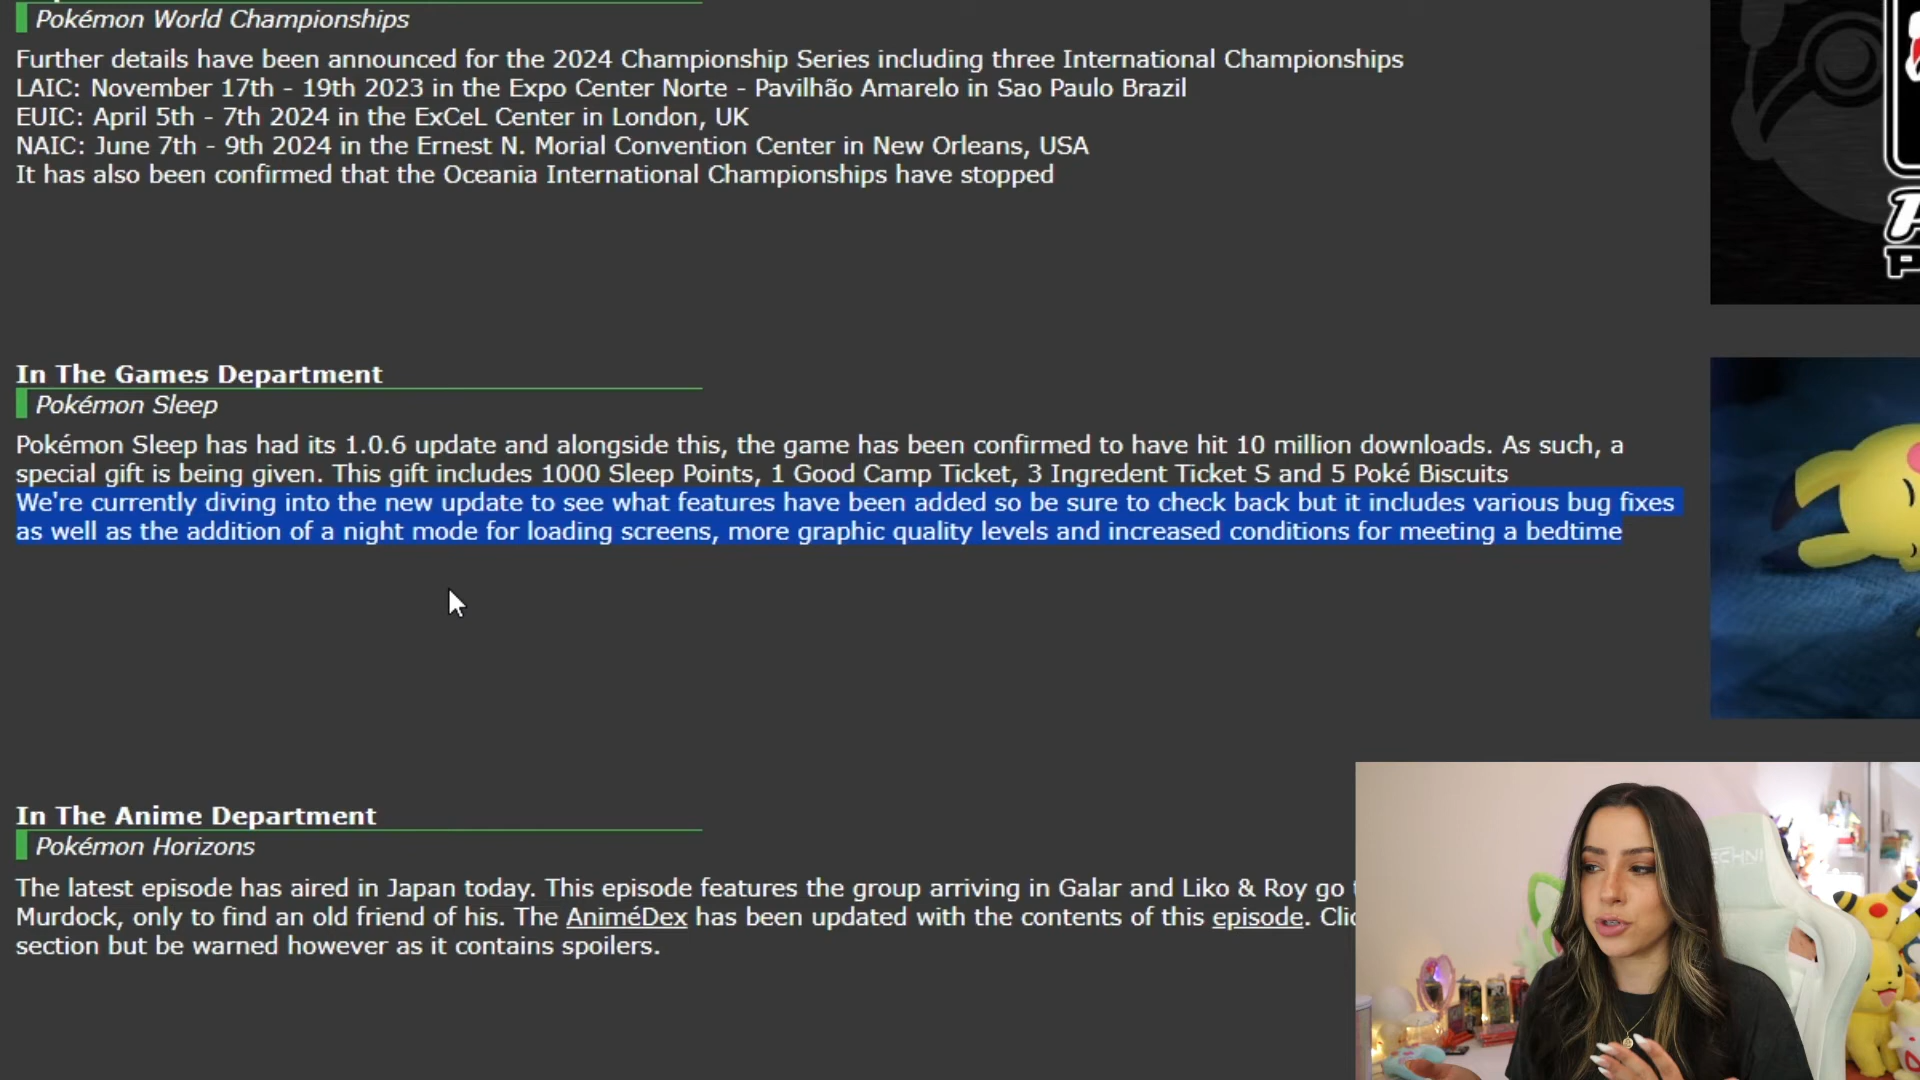 Pokémon World Championships
Further details have been announced for the 2024 Championship Series including three International Championships
LAIC: November 17th - 19th 2023 in the Expo Center Norte - Pavilhão Amarelo in Sao Paulo Brazil
EUIC: April 5th - 7th 2024 in the ExCeL Center in London, UK
NAIC: June 7th - 9th 2024 in the Ernest N. Morial Convention Center in New Orleans, USA
It has also been confirmed that the Oceania International Championships have stopped
In The Games Department
Pokémon Sleep
Pokémon Sleep has had its 1.0.6 update and alongside this, the game has been confirmed to have hit 10 million downloads. As such, a
special gift is being given. This gift includes 1000 Sleep Points, 1 Good Camp Ticket, 3 Ingredent Ticket S and 5 Poké Biscuits
We're currently diving into the new update to see what features have been added so be sure to check back but it includes various bug fixes
as well as the addition of a night mode for loading screens, more graphic quality levels and increased conditions for meeting a bedtime
In The Anime Department
Pokémon Horizons
The latest episode has aired in Japan today. This episode features the group arriving in Galar and Liko & Roy go
Murdock, only to find an old friend of his. The AniméDex has been updated with the contents of this episode.
section but be warned however as it contains spoilers.